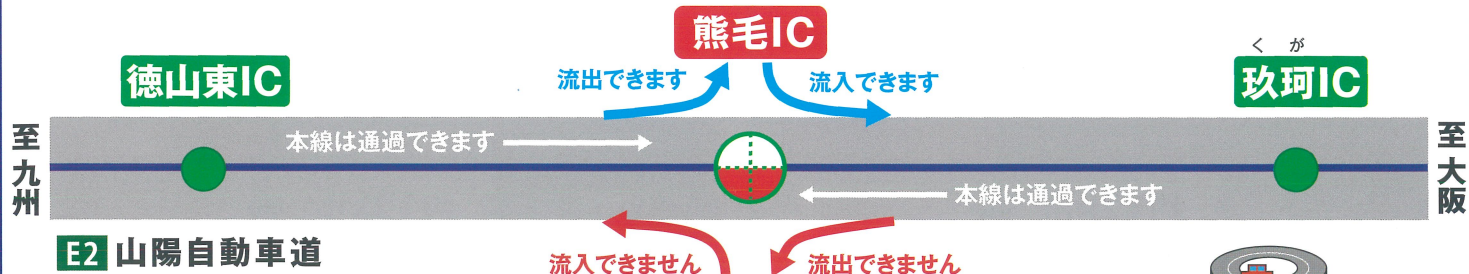 熊毛IC
くが
徳山東IC
流出できます
流入できます
玖珂IC
至九州
本線は通過できます
本線は通過できます
至大阪
E2 山陽自動車道
流入できません
流出できません